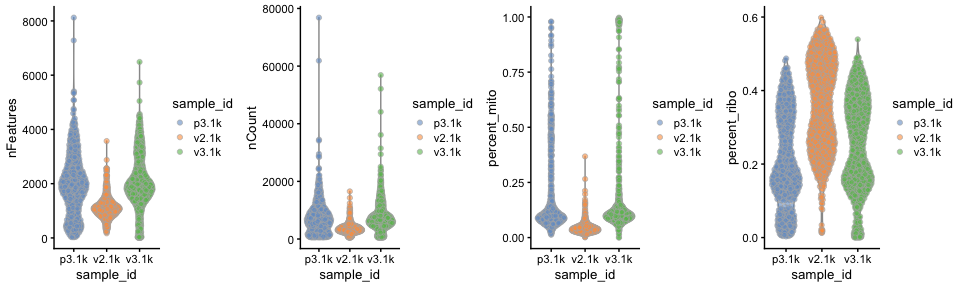 nFeatures
8000
6000
4000
2000
0
p3.1k v2.1k v3.1k
sample_id
sample_id
p3.1k
v2.1k
v3.1k
nCount
80000
60000
40000
20000
0
p3.1k v2.1k v3.1k
sample_id
sample_id
p3.1k
v2.1k
v3.1k
percent_mito
1.00
0.75
0.50
0.25
0.00
p3.1k v2.1k v3.1k
sample_id
sample_id
p3.1k
v2.1k
v3.1k
percent_ribo
0.6
0.4
0.2
0.0
p3.1k v2.1k v3.1k
sample_id
sample_id
p3.1k
v2.1k
v3.1k